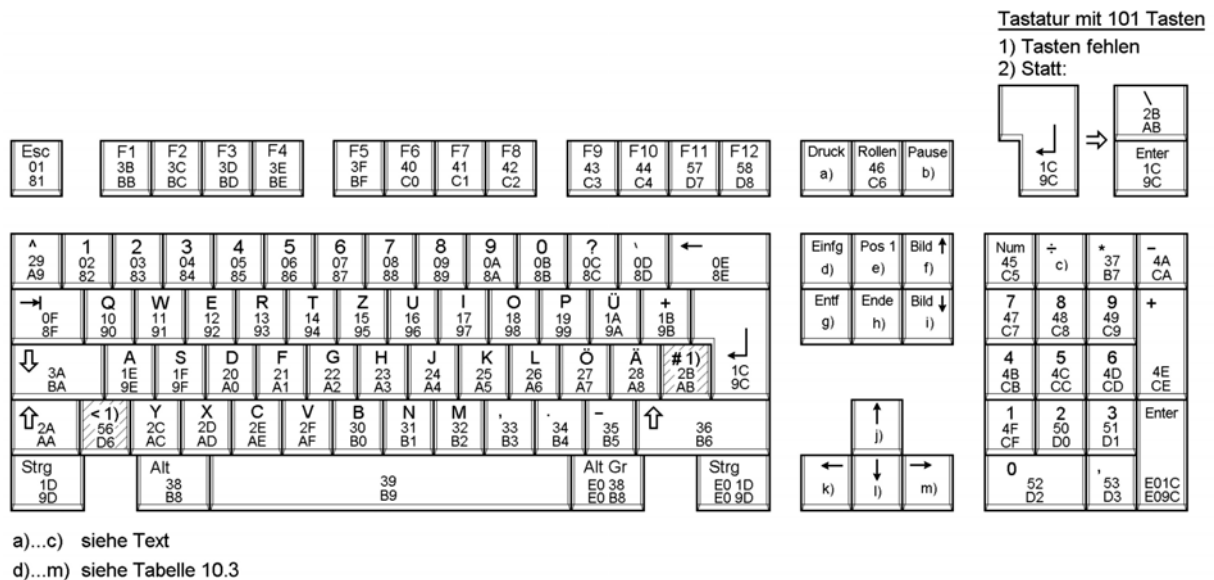 Tastatur mit 101 Tasten
1) Tasten fehlen
2) Statt:
\
2B
AB
1C
9C
Enter
1C
9C
Esc F1 F2 F3 F4 F5 F6 F7 F8 F9 F10 F11 F12 Druck Rollen Pause
01 3B 3C 3D 3E 3F 40 41 42 43 44 57 58 a) 46 b)
81 BB BC BD BE BF C0 C1 C2 C3 C4 D7 D8 C6
^ 1 2 3 4 5 6 7 8 9 0 ? ` ← Einfg Pos 1 Bild ↑ Num ÷ * −
29 02 03 04 05 06 07 08 09 0A 0B 0C 0D 0E d) e) f) 45 c) 37 4A
A9 82 83 84 85 86 87 88 89 8A 8B 8C 8D 8E C5 B7 CA
Q W E R T Z U I O P Ü + Entf Ende Bild ↓ 7 8 9 +
0F 10 11 12 13 14 15 16 17 18 19 1A 1B g) h) i) 47 48 49
8F 90 91 92 93 94 95 96 97 98 99 9A 9B C7 C8 C9
A S D F G H J K L Ö Ä # 1) 4 5 6
3A 1E 1F 20 21 22 23 24 25 26 27 28 2B 1C 4B 4C 4D 4E
BA 9E 9F A0 A1 A2 A3 A4 A5 A6 A7 A8 AB 9C CB CC CD CE
< 1) Y X C V B N M , . − ↑ 1 2 3 Enter
2A 56 2C 2D 2E 2F 30 31 32 33 34 35 36 j) 4F 50 51
AA D6 AC AD AE AF B0 B1 B2 B3 B4 B5 B6 CF D0 D1
Strg Alt Alt Gr Strg ← ↓ → 0 ,
1D 38 39 E0 38 E0 1D k) l) m) 52 53 E01C
9D B8 B9 E0 B8 E0 9D D2 D3 E09C
a)...c) siehe Text
d)...m) siehe Tabelle 10.3